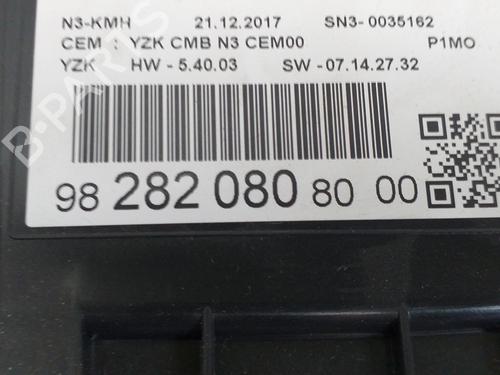 N3-KMH 21.12.2017 SN3-0035162
CEM : YZK CMB N3 CEM00 P1MO
YZK HW - 5.40.03 SW - 07.14.27.32
98 282 080 80 00
B-PARTS